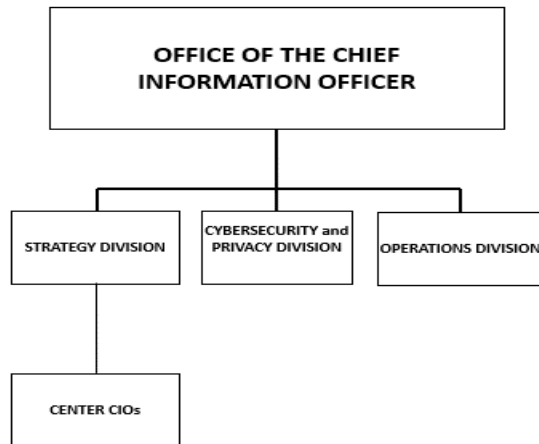 OFFICE OF THE CHIEF
INFORMATION OFFICER
STRATEGY DIVISION
CYBERSECURITY and
PRIVACY DIVISION
OPERATIONS DIVISION
CENTER CIOs